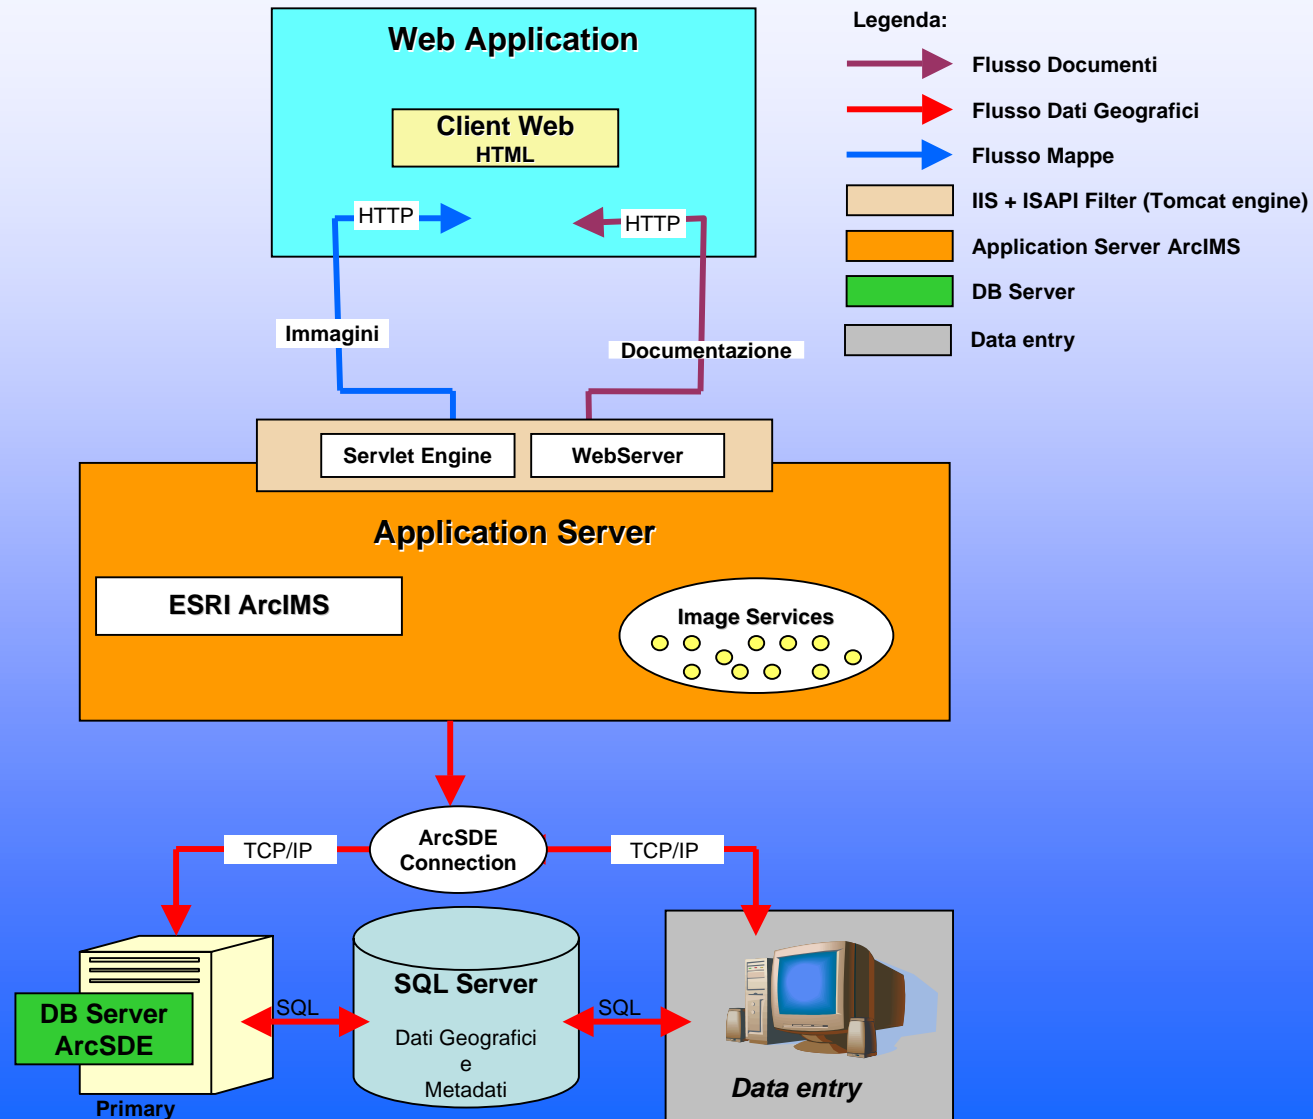 Web Application
Client Web
HTML
HTTP
HTTP
Immagini
Documentazione
Legenda:
Flusso Documenti
Flusso Dati Geografici
Flusso Mappe
IIS + ISAPI Filter (Tomcat engine)
Application Server ArcIMS
DB Server
Data entry
Servlet Engine
WebServer
Application Server
ESRI ArcIMS
Image Services
ArcSDE
Connection
TCP/IP
TCP/IP
DB Server
ArcSDE
Primary
SQL
SQL Server
Dati Geografici
e
Metadati
SQL
Data entry